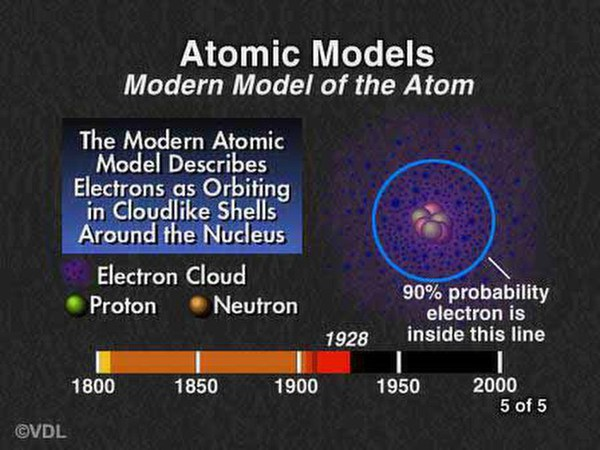 Atomic Models
Modern Model of the Atom
The Modern Atomic
Model Describes
Electrons as Orbiting
in Cloudlike Shells
Around the Nucleus
Electron Cloud
Proton
Neutron
90% probability
electron is
inside this line
1928
1800
1850
1900
1950
2000
5 of 5
©VDL